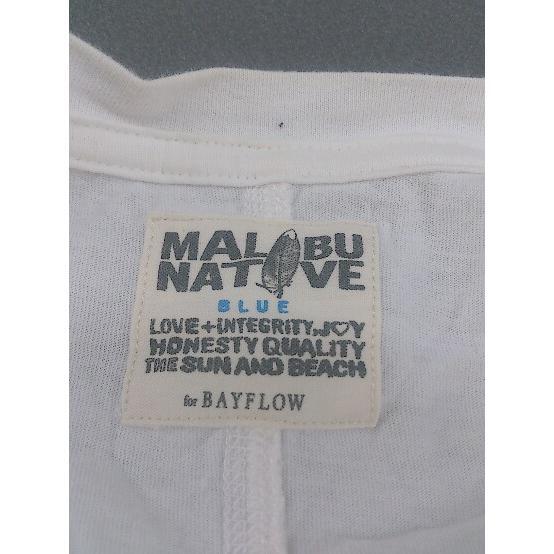 MALIBU
NATIVE
BLUE
LOVE+INTEGRITY.JOY
HONESTY QUALITY
THE SUN AND BEACH
for BAYFLOW